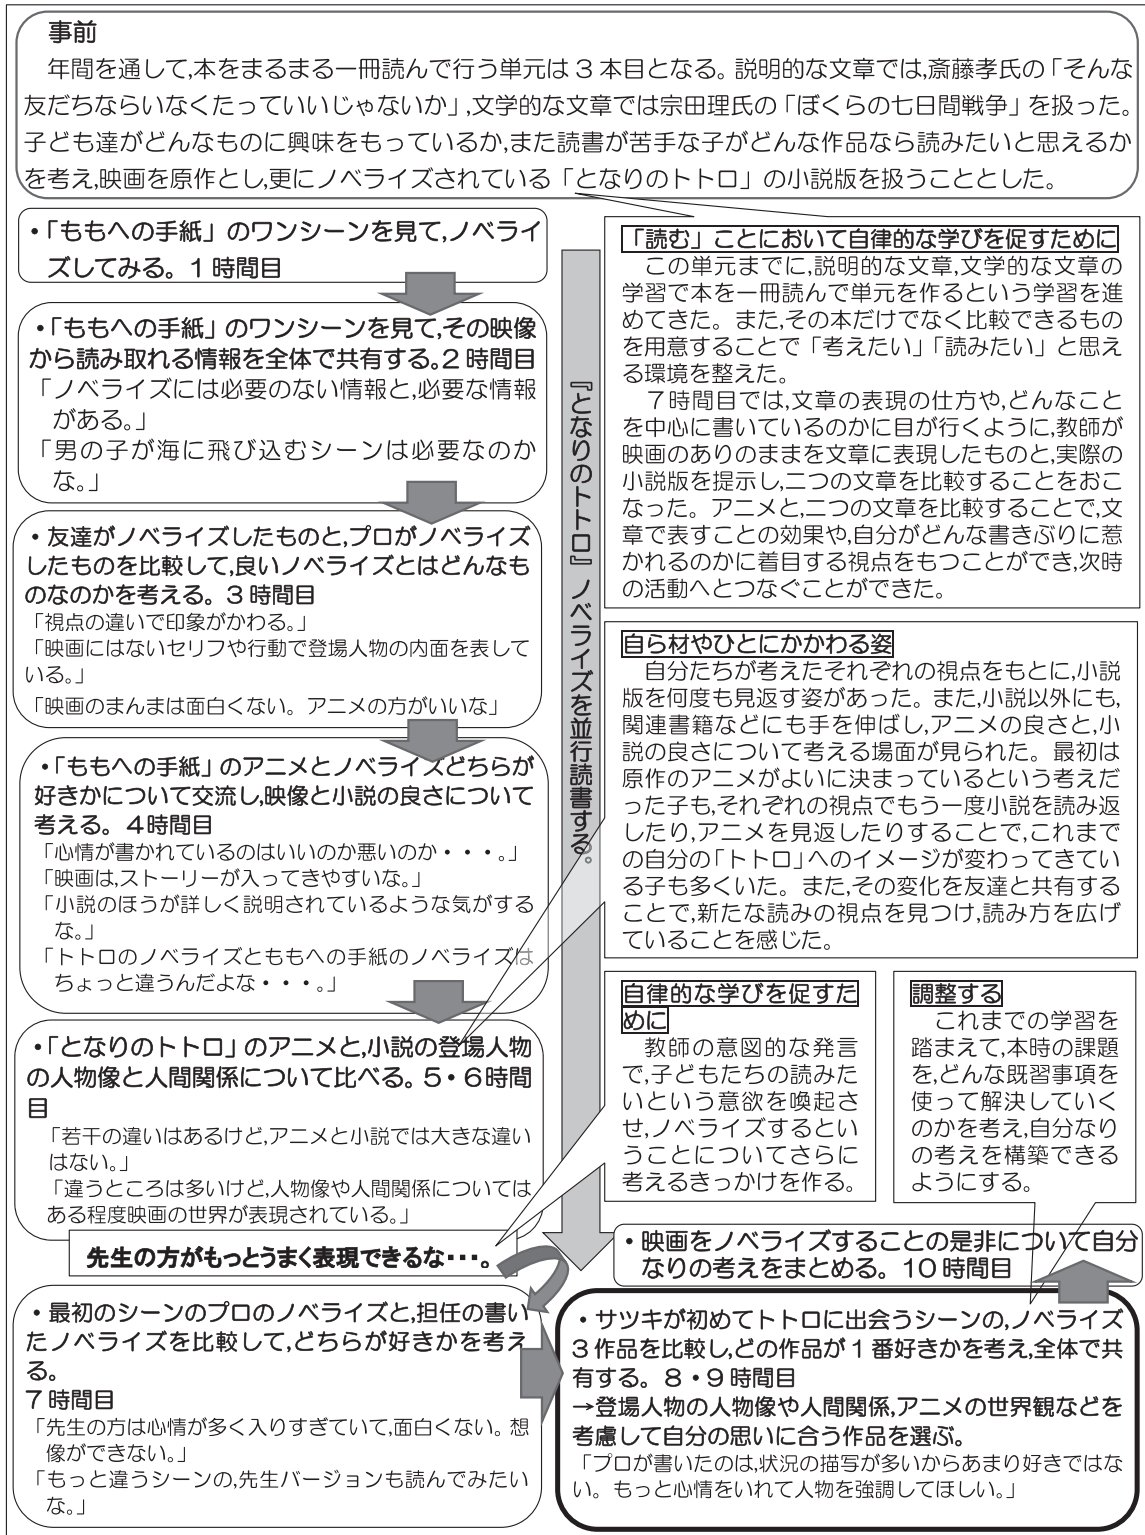 事前
年間を通して,本をまるまる一冊読んで行う単元は3本目となる。説明的な文章では,斎藤孝氏の「そんな
友だちならいなくたっていいじゃないか」,文学的な文章では宗田理氏の「ぼくらの七日間戦争」を扱った。
子ども達がどんなものに興味をもっているか,また読書が苦手な子がどんな作品なら読みたいと思えるか
を考え,映画を原作とし,更にノベライズされている「となりのトトロ」の小説版を扱うこととした。
・「ももへの手紙」のワンシーンを見て,ノベライ
ズしてみる。1時間目
・「ももへの手紙」のワンシーンを見て,その映像
から読み取れる情報を全体で共有する。2時間目
「ノベライズには必要のない情報と,必要な情報
がある。」
「男の子が海に飛び込むシーンは必要なのか
な。」
・友達がノベライズしたものと,プロがノベライズ
したものを比較して,良いノベライズとはどんなも
のなのかを考える。3時間目
「視点の違いで印象がかわる。」
「映画にはないセリフや行動で登場人物の内面を表して
いる。」
「映画のまんまは面白くない。アニメの方がいいな」
・「ももへの手紙」のアニメとノベライズどちらが
好きかについて交流し,映像と小説の良さについて
考える。4時間目
「心情が書かれているのはいいのか悪いのか・・・。」
「映画は,ストーリーが入ってきやすいな。」
「小説のほうが詳しく説明されているような気がする
な。」
「トトロのノベライズとももへの手紙のノベライズは
ちょっと違うんだよな・・・。」
・「となりのトトロ」のアニメと,小説の登場人物
の人物像と人間関係について比べる。5・6時間
目
「若干の違いはあるけど,アニメと小説では大きな違い
はない。」
「違うところは多いけど,人物像や人間関係については
ある程度映画の世界が表現されている。」
先生の方がもっとうまく表現できるな・・・。
・最初のシーンのプロのノベライズと,担任の書い
たノベライズを比較して,どちらが好きかを考え
る。
7時間目
「先生の方は心情が多く入りすぎていて,面白くない。想
像ができない。」
「もっと違うシーンの,先生バージョンも読んでみたい
な。」
『となりのトトロ』ノベライズを並行読書する。
「読む」ことにおいて自律的な学びを促すために
この単元までに,説明的な文章,文学的な文章の
学習で本を一冊読んで単元を作るという学習を進
めてきた。また,その本だけでなく比較できるもの
を用意することで「考えたい」「読みたい」と思え
る環境を整えた。
7時間目では,文章の表現の仕方や,どんなこと
を中心に書いているのかに目が行くように,教師が
映画のありのままを文章に表現したものと,実際の
小説版を提示し,二つの文章を比較することをおこ
なった。アニメと,二つの文章を比較することで,文
章で表すことの効果や,自分がどんな書きぶりに惹
かれるのかに着目する視点をもつことができ,次時
の活動へとつなぐことができた。
自ら材やひとにかかわる姿
自分たちが考えたそれぞれの視点をもとに,小説
版を何度も見返す姿があった。また,小説以外にも,
関連書籍などにも手を伸ばし,アニメの良さと,小
説の良さについて考える場面が見られた。最初は
原作のアニメがよいに決まっているという考えだ
った子も,それぞれの視点でもう一度小説を読み返
したり,アニメを見返したりすることで,これまで
の自分の「トトロ」へのイメージが変わってきてい
る子も多くいた。また,その変化を友達と共有する
ことで,新たな読みの視点を見つけ,読み方を広げ
ていることを感じた。
自律的な学びを促すた
めに
教師の意図的な発言
で,子どもたちの読みた
いという意欲を喚起さ
せ,ノベライズするとい
うことについてさらに
考えるきっかけを作る。
調整する
これまでの学習を
踏まえて,本時の課題
を,どんな既習事項を
使って解決していく
のかを考え,自分なり
の考えを構築できる
ようにする。
・映画をノベライズすることの是非について自分
なりの考えをまとめる。10時間目
・サツキが初めてトトロに出会うシーンの,ノベライズ
3作品を比較し,どの作品が1番好きかを考え,全体で共
有する。8・9時間目
→登場人物の人物像や人間関係,アニメの世界観などを
考慮して自分の思いに合う作品を選ぶ。
「プロが書いたのは,状況の描写が多いからあまり好きではな
い。もっと心情をいれて人物を強調してほしい。」